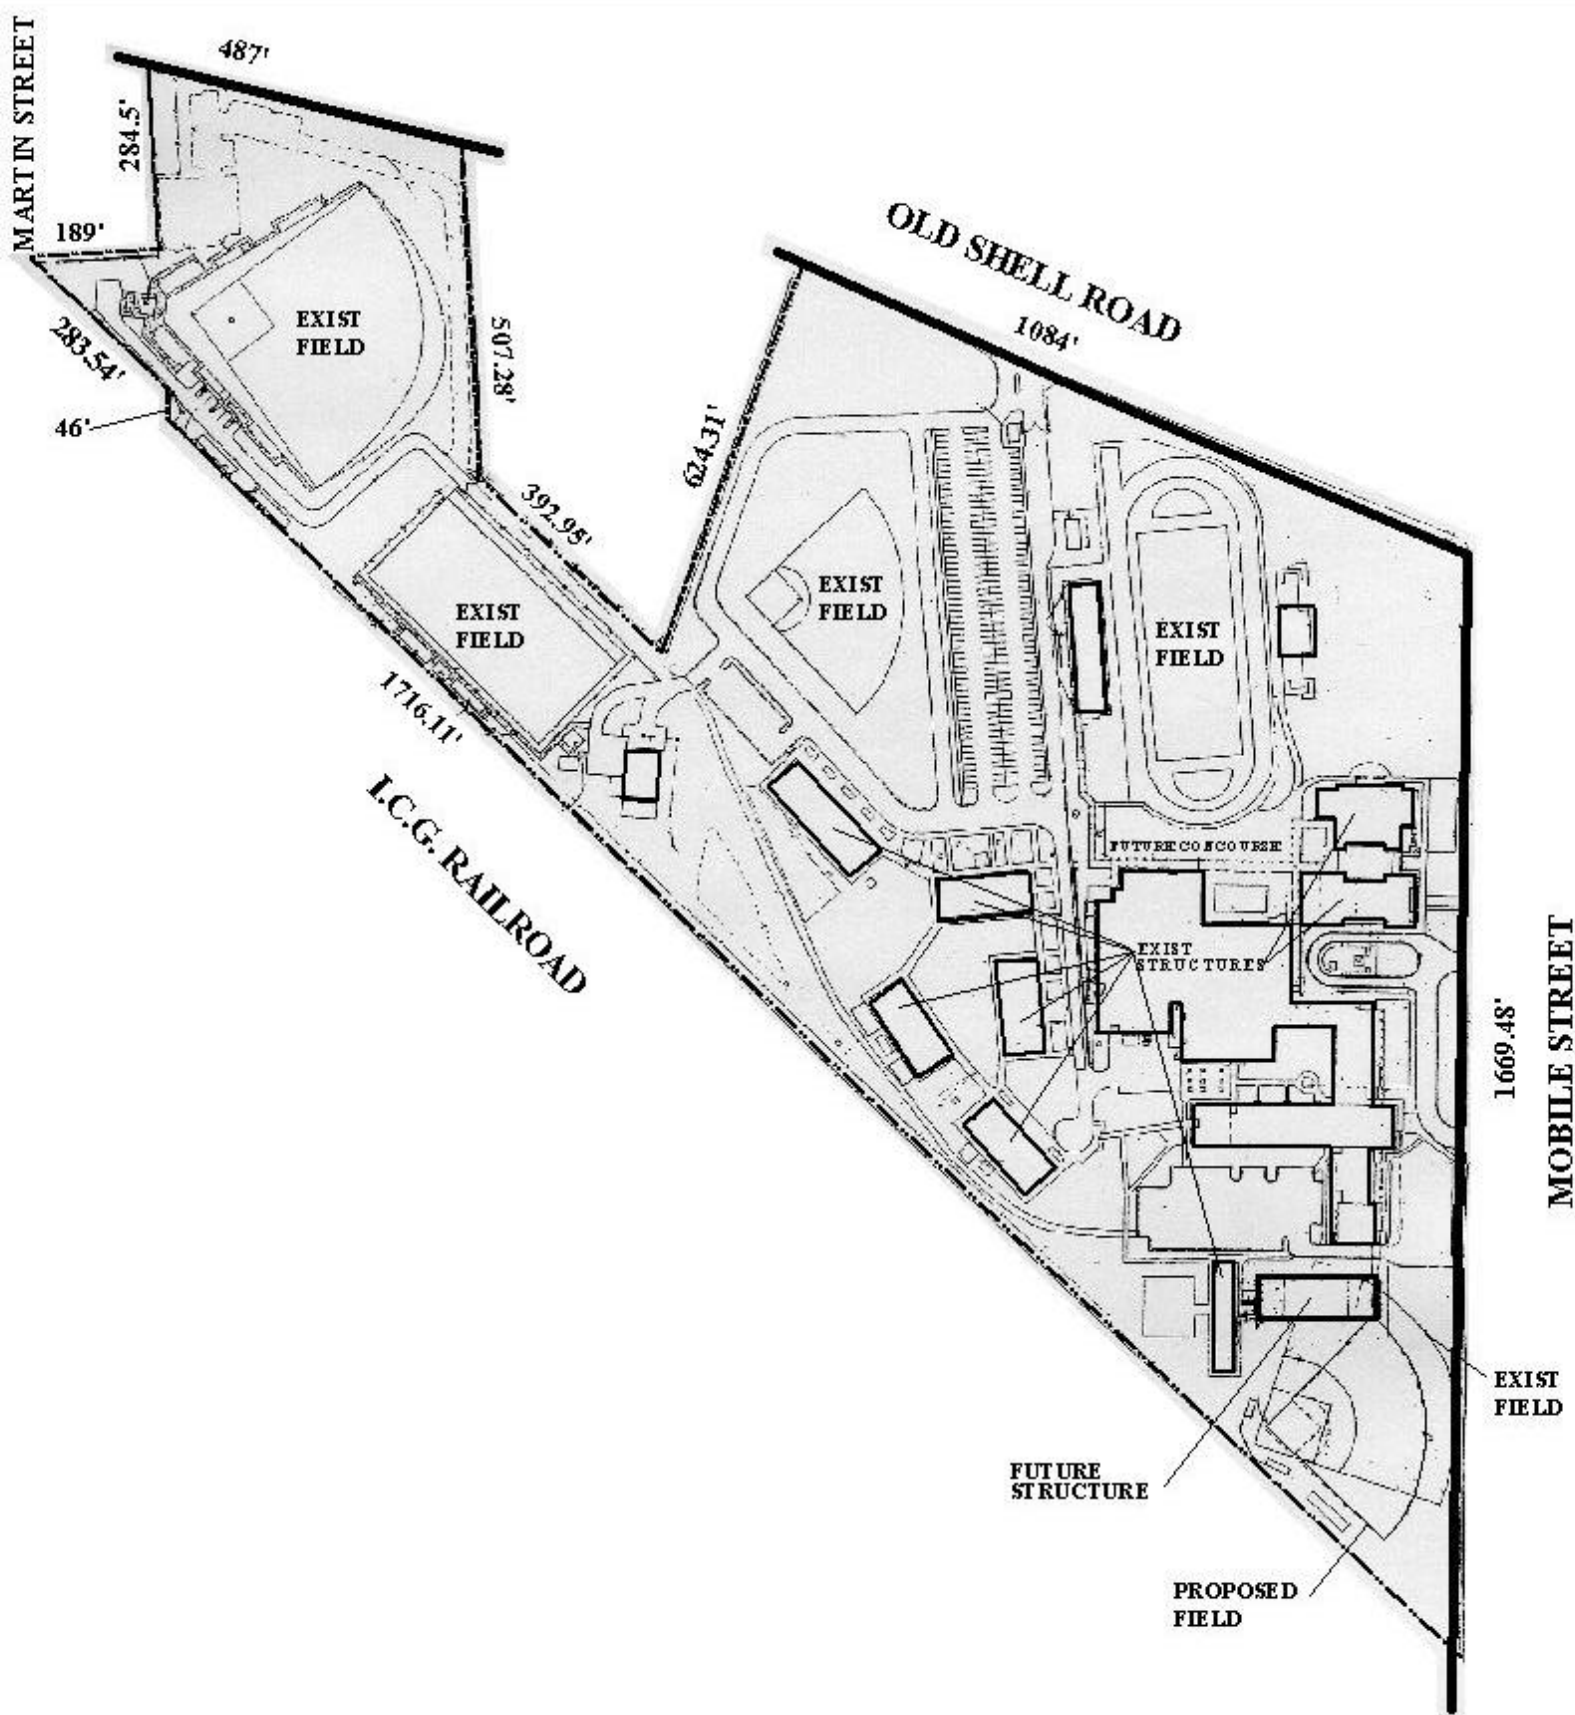 MARTIN STREET
487'
284.5'
189'
283.54'
46'
EXIST
FIELD
507.28'
392.95'
624.31'
OLD SHELL ROAD
1084'
EXIST
FIELD
EXIST
FIELD
EXIST
FIELD
1716.11'
I.C.G. RAILROAD
FUTURE CONCOURSE
EXIST
STRUCTURES
1669.48'
MOBILE STREET
EXIST
FIELD
FUTURE
STRUCTURE
PROPOSED
FIELD